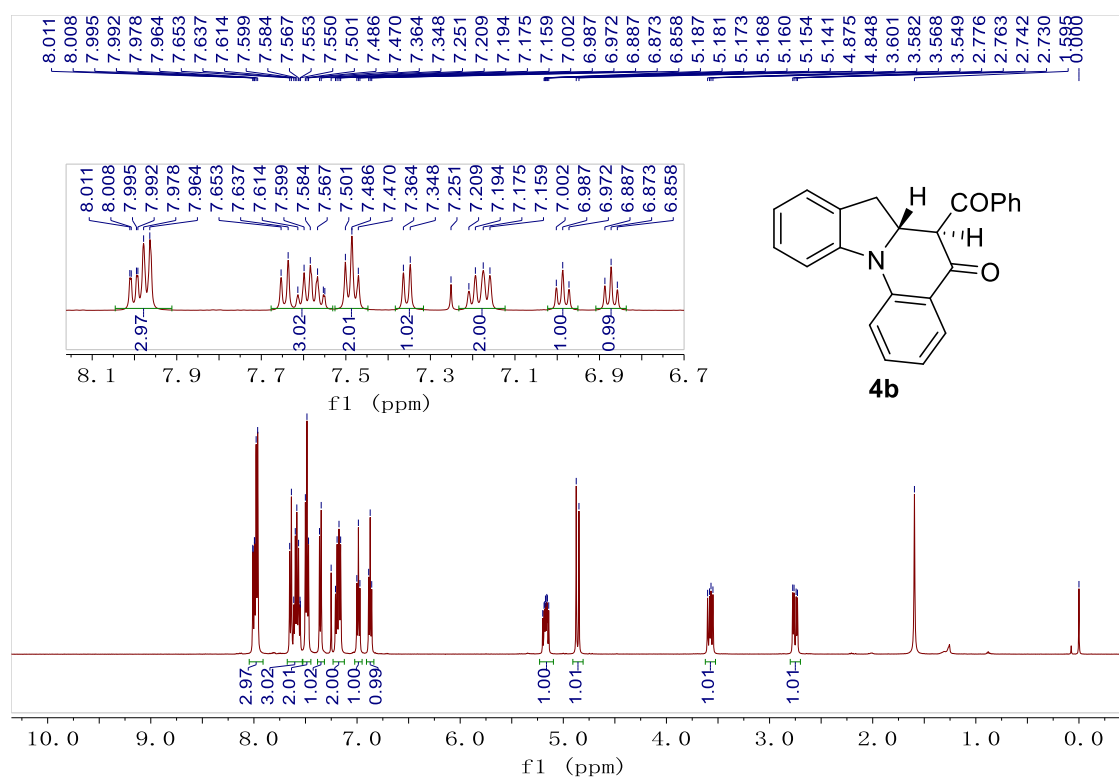 8.011 8.008 7.995 7.992 7.978 7.964 7.653 7.637 7.614 7.599 7.584 7.567 7.553 7.550 7.501 7.486 7.470 7.364 7.348 7.251 7.209 7.194 7.175 7.159 7.002 6.987 6.972 6.887 6.873 6.858 5.187 5.181 5.173 5.168 5.160 5.154 5.141 4.875 4.848 3.601 3.582 3.568 3.549 2.776 2.763 2.742 2.730 1.595 0.000
8.011 8.008 7.995 7.992 7.978 7.964 7.653 7.637 7.614 7.599 7.584 7.567 7.501 7.486 7.470 7.364 7.348 7.251 7.209 7.194 7.175 7.159 7.002 6.987 6.972 6.887 6.873 6.858
2.97 3.02 2.01 1.02 2.00 1.00 0.99
8.1 7.9 7.7 7.5 7.3 7.1 6.9 6.7
f1 (ppm)
H
COPh
H
N
O
4b
2.97 3.02 2.01 1.02 2.00 1.00 0.99 1.00 1.01 1.01 1.01
10.0 9.0 8.0 7.0 6.0 5.0 4.0 3.0 2.0 1.0 0.0
f1 (ppm)